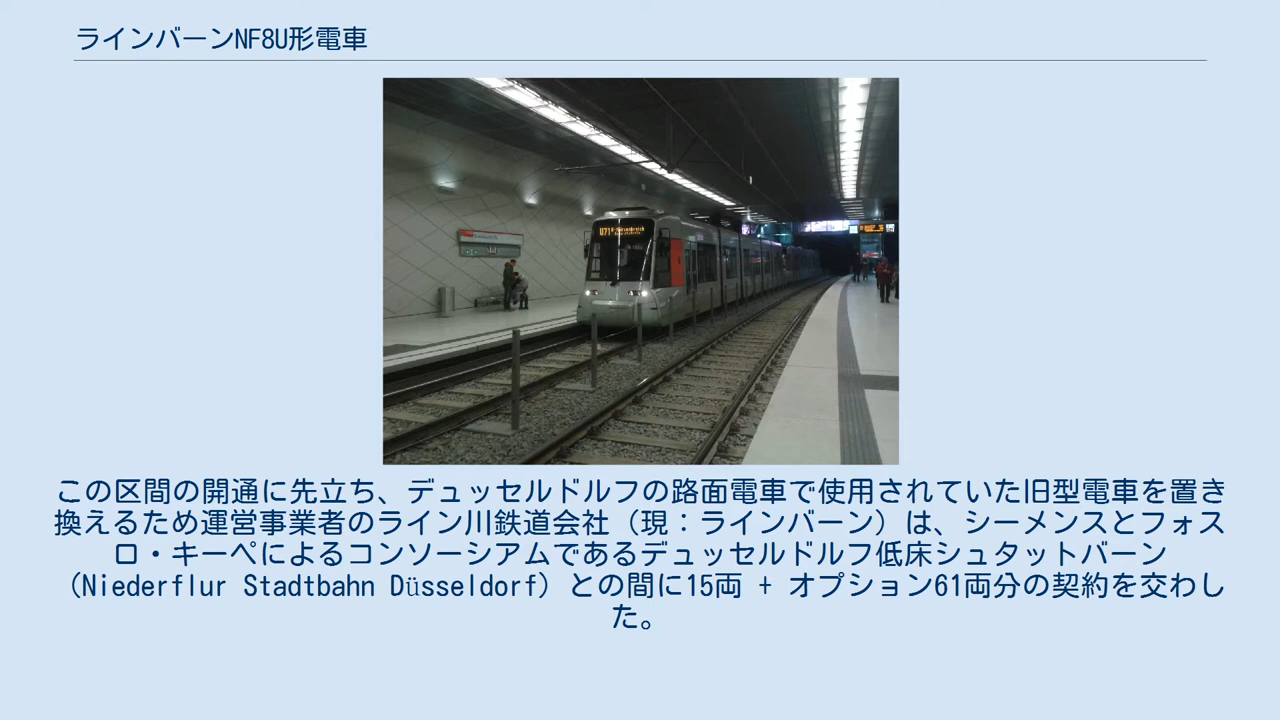 ラインバーンNF8U形電車
U71
この区間の開通に先立ち、デュッセルドルフの路面電車で使用されていた旧型電車を置き
換えるため運営事業者のライン川鉄道会社（現：ラインバーン）は、シーメンスとフォス
ロ・キーペによるコンソーシアムであるデュッセルドルフ低床シュタットバーン
（Niederflur Stadtbahn Düsseldorf）との間に15両 + オプション61両分の契約を交わし
た。